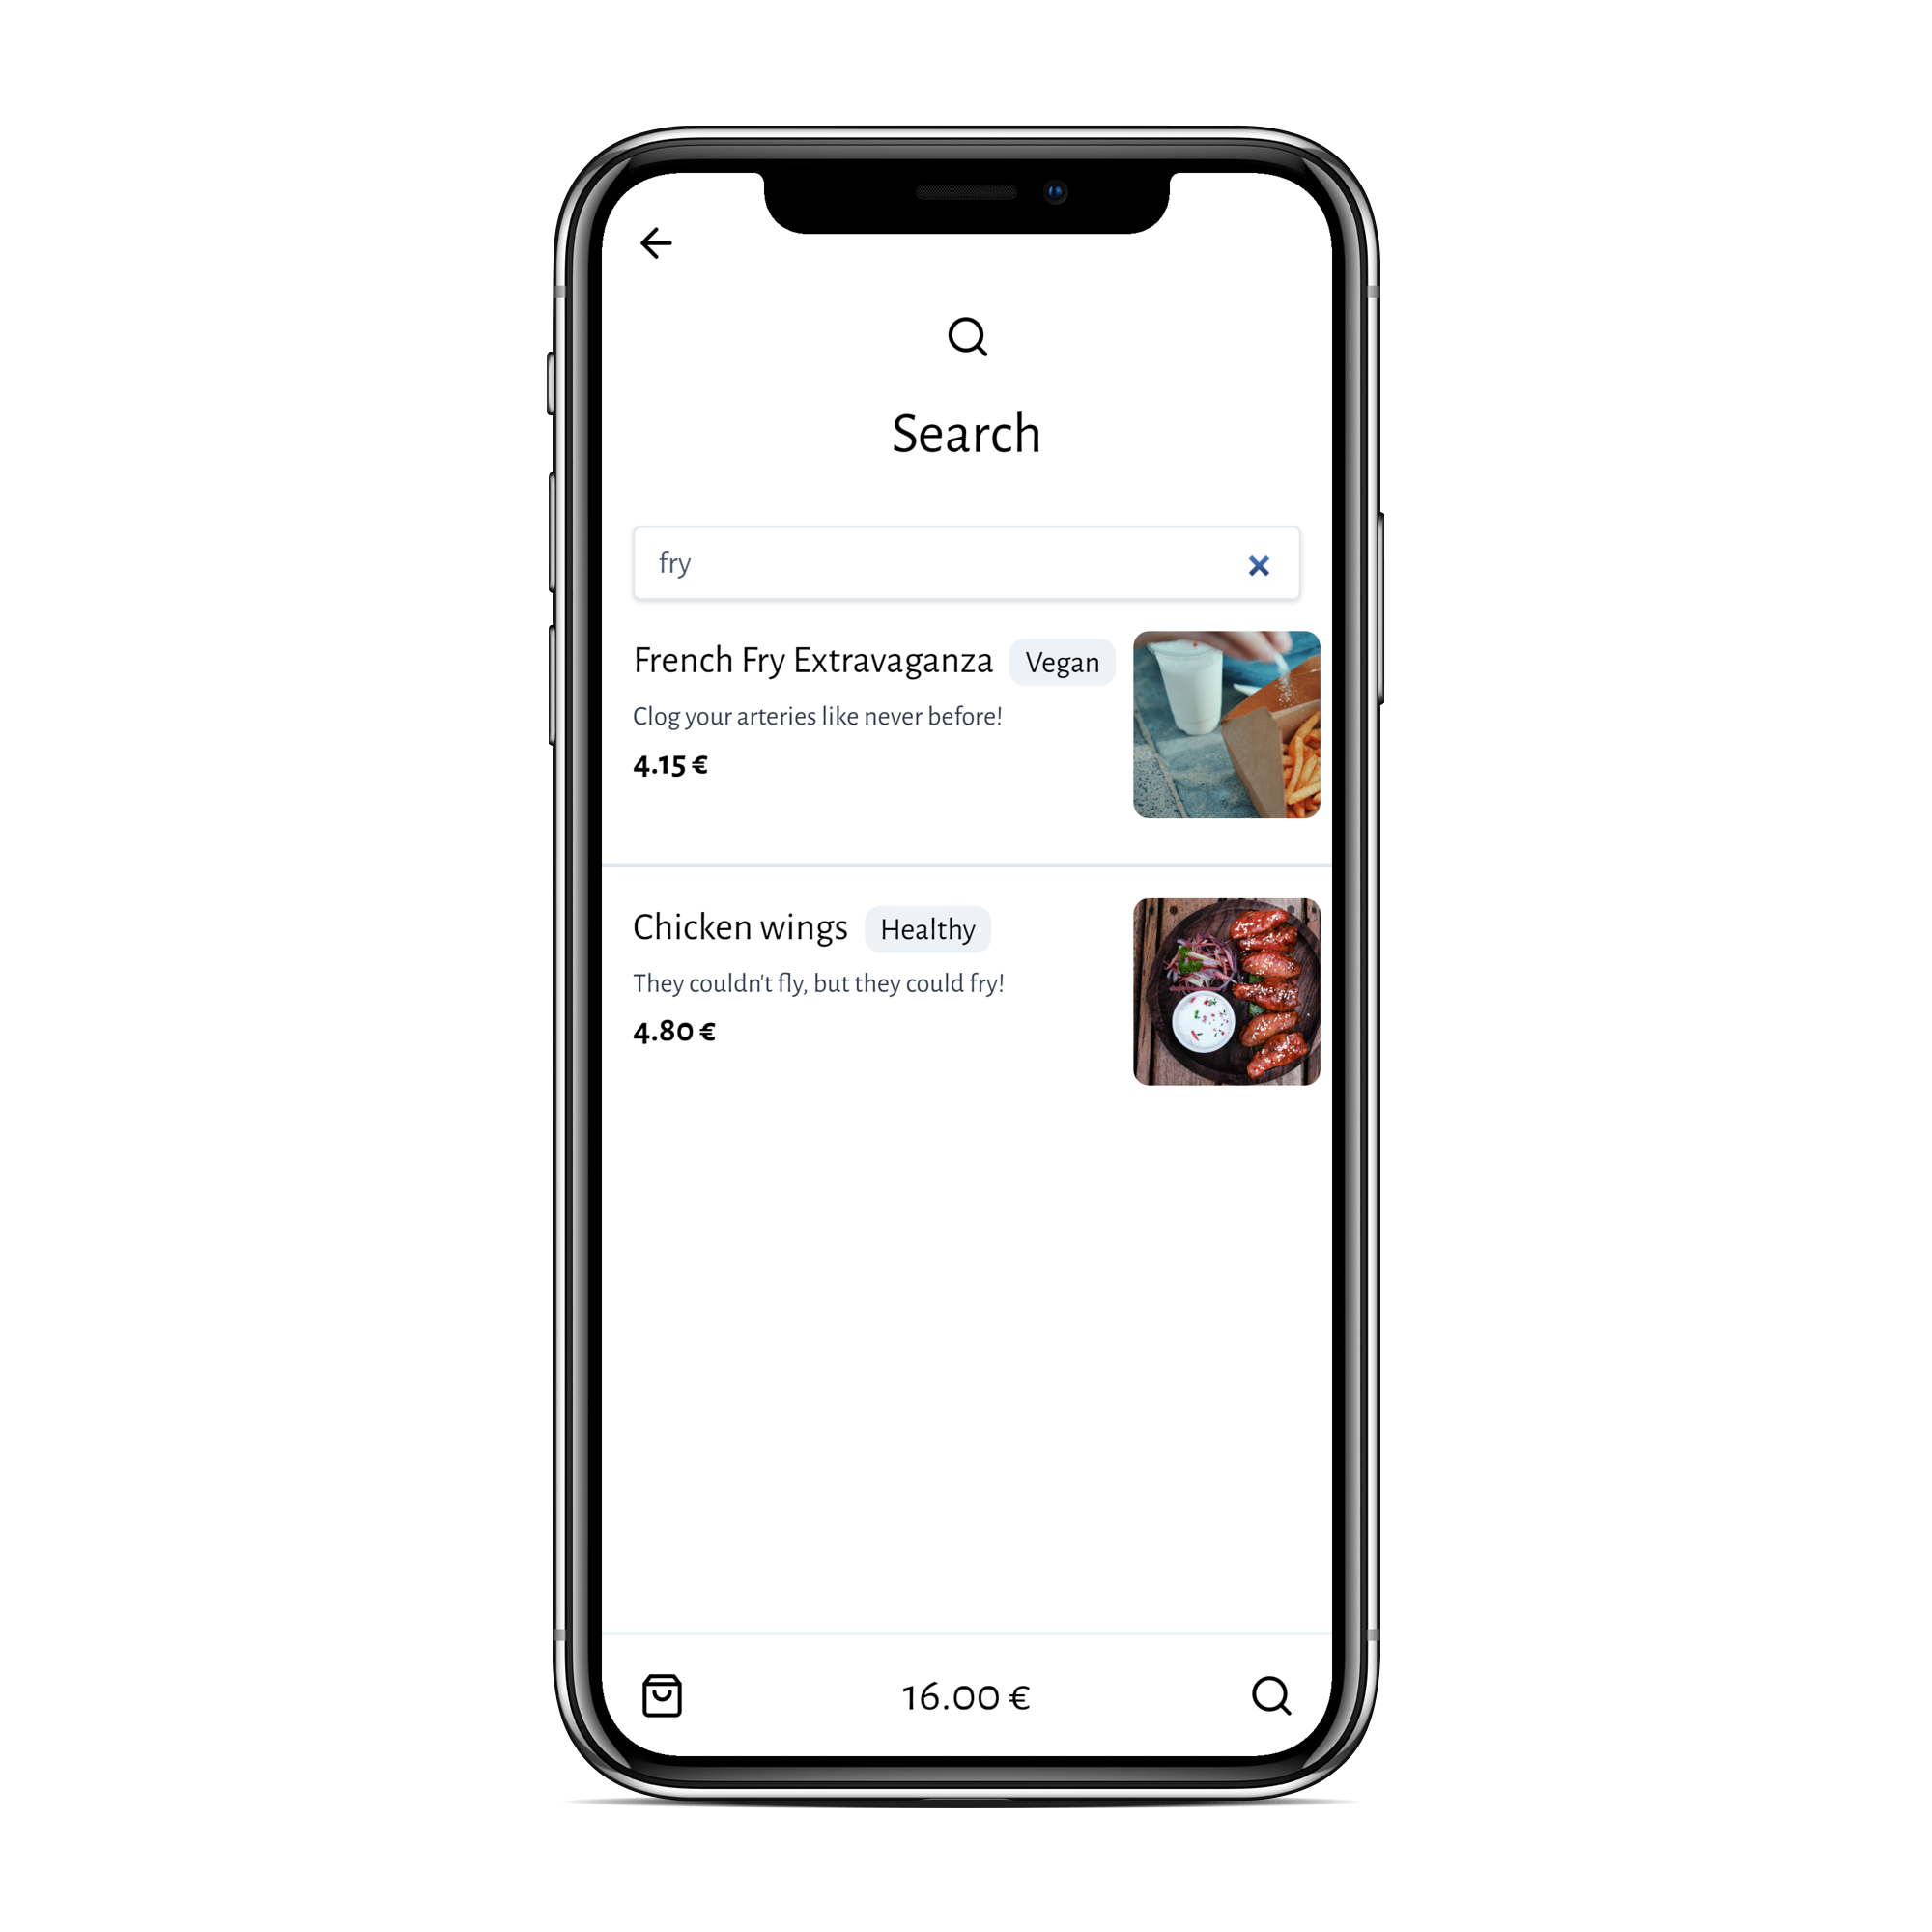 Search
fry
French Fry Extravaganza Vegan
Clog your arteries like never before!
4.15 €
Chicken wings Healthy
They couldn't fly, but they could fry!
4.80 €
16.00 €